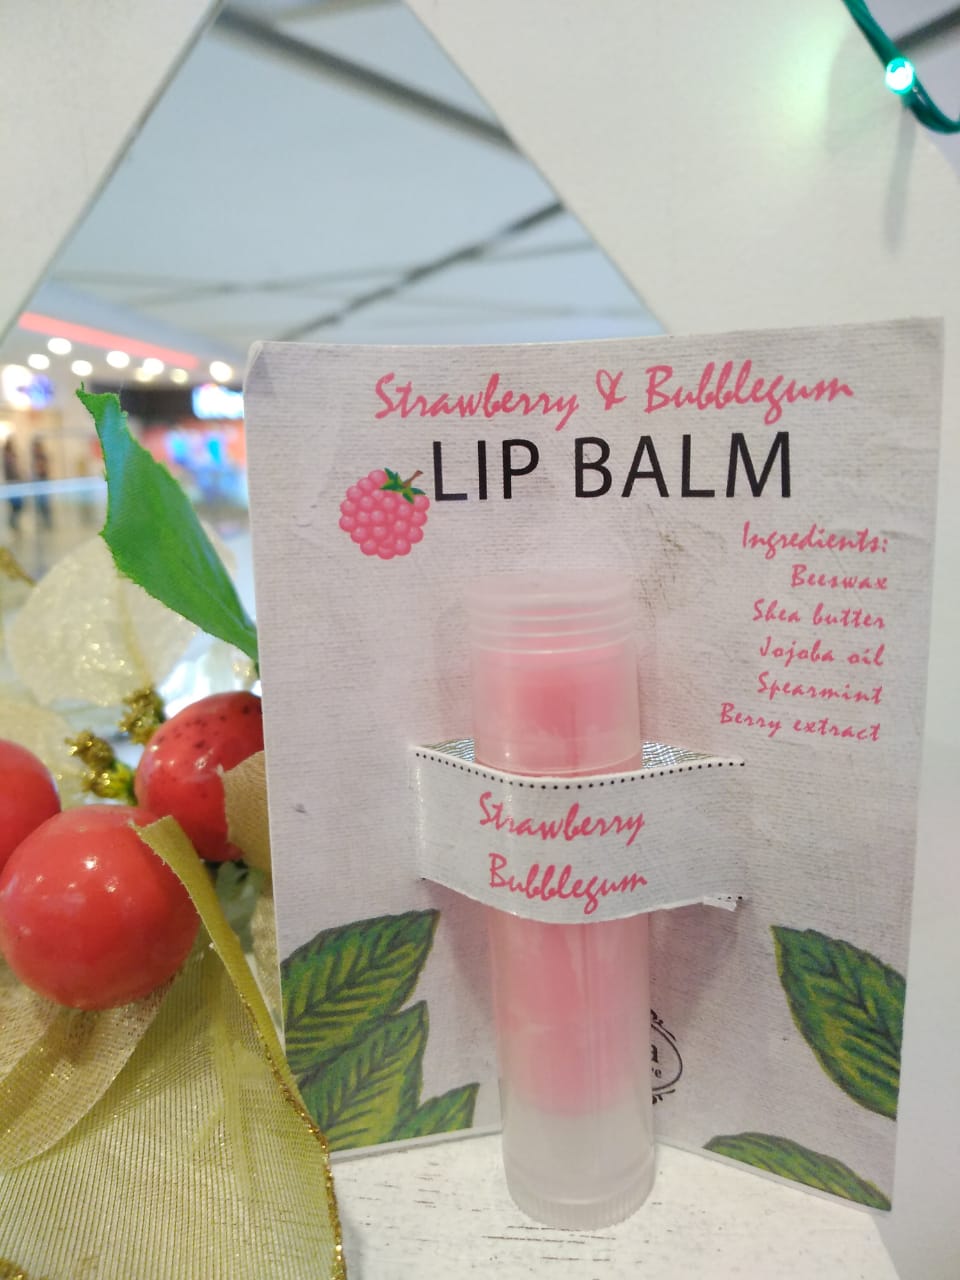 Strawberry & Bubblegum
LIP BALM
Ingredients:
Beeswax
Shea butter
Jojoba oil
Spearmint
Berry extract
Strawberry
Bubblegum